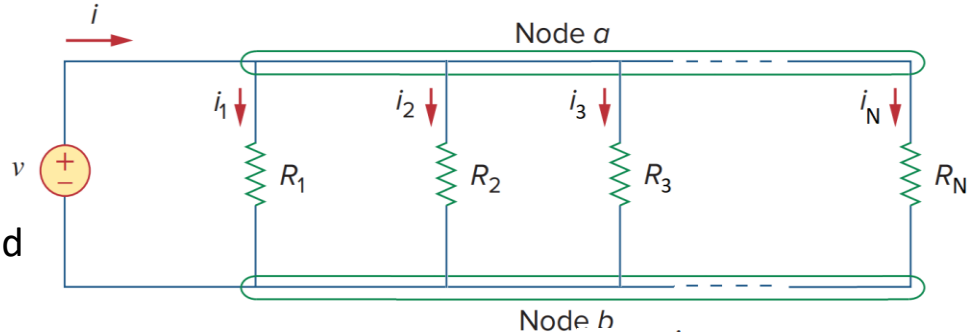 i
Node a
i1 i2 i3 iN
v + − R1 R2 R3 RN
d
Node b